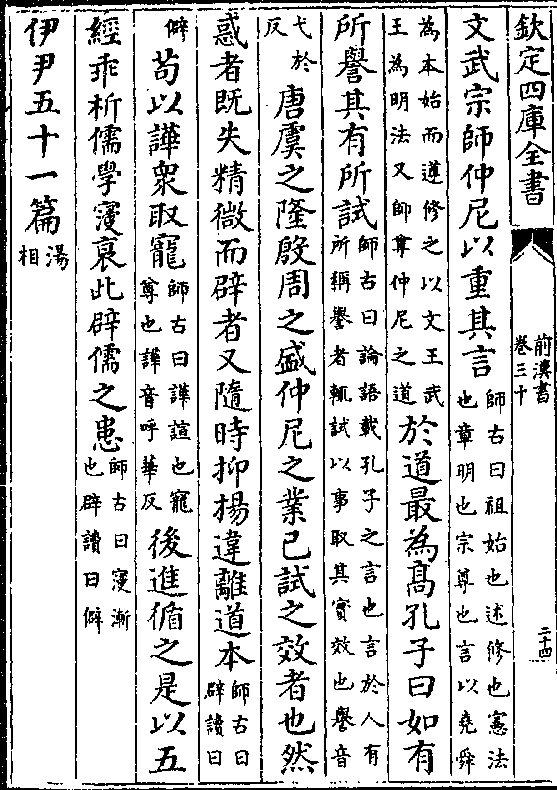 欽定四庫全書
前漢書
卷三十
二十四
文武宗師仲尼以重其言師古曰祖始也述修也憲法也章明也宗尊也言以堯舜
為本始而遵修之以文王武王為明法又師尊仲尼之道於道最為髙孔子曰如有
所譽其有所試師古曰論語載孔子之言也言於人有所稱譽者輒試以事取其實效也譽音
弋於反唐虞之隆殷周之盛仲尼之業已試之效者也然
惑者既失精微而辟者又隨時抑揚違離道本師古曰辟讀曰
僻苟以譁衆取寵師古曰譁諠也寵尊也譁音呼華反後進循之是以五
經乖析儒學寖衰此辟儒之患師古曰寖漸也辟讀曰僻
伊尹五十一篇湯相